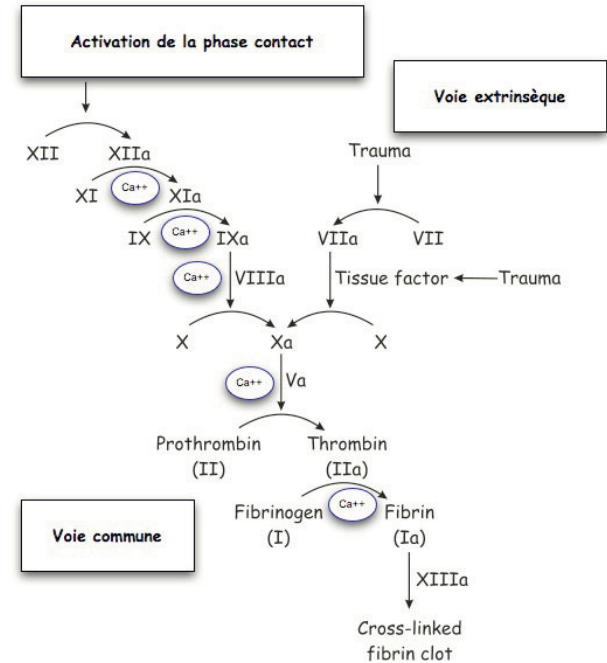 Activation de la phase contact
Voie extrinsèque
XII XIIa
Trauma
XI Ca++ XIa
IX Ca++ IXa
VIIa VII
Ca++ VIIIa
Tissue factor Trauma
X Xa X
Ca++ Va
Prothrombin Thrombin
(II) (IIa)
Fibrinogen Ca++ Fibrin
(I) (Ia)
Voie commune
XIIIa
Cross-linked
fibrin clot